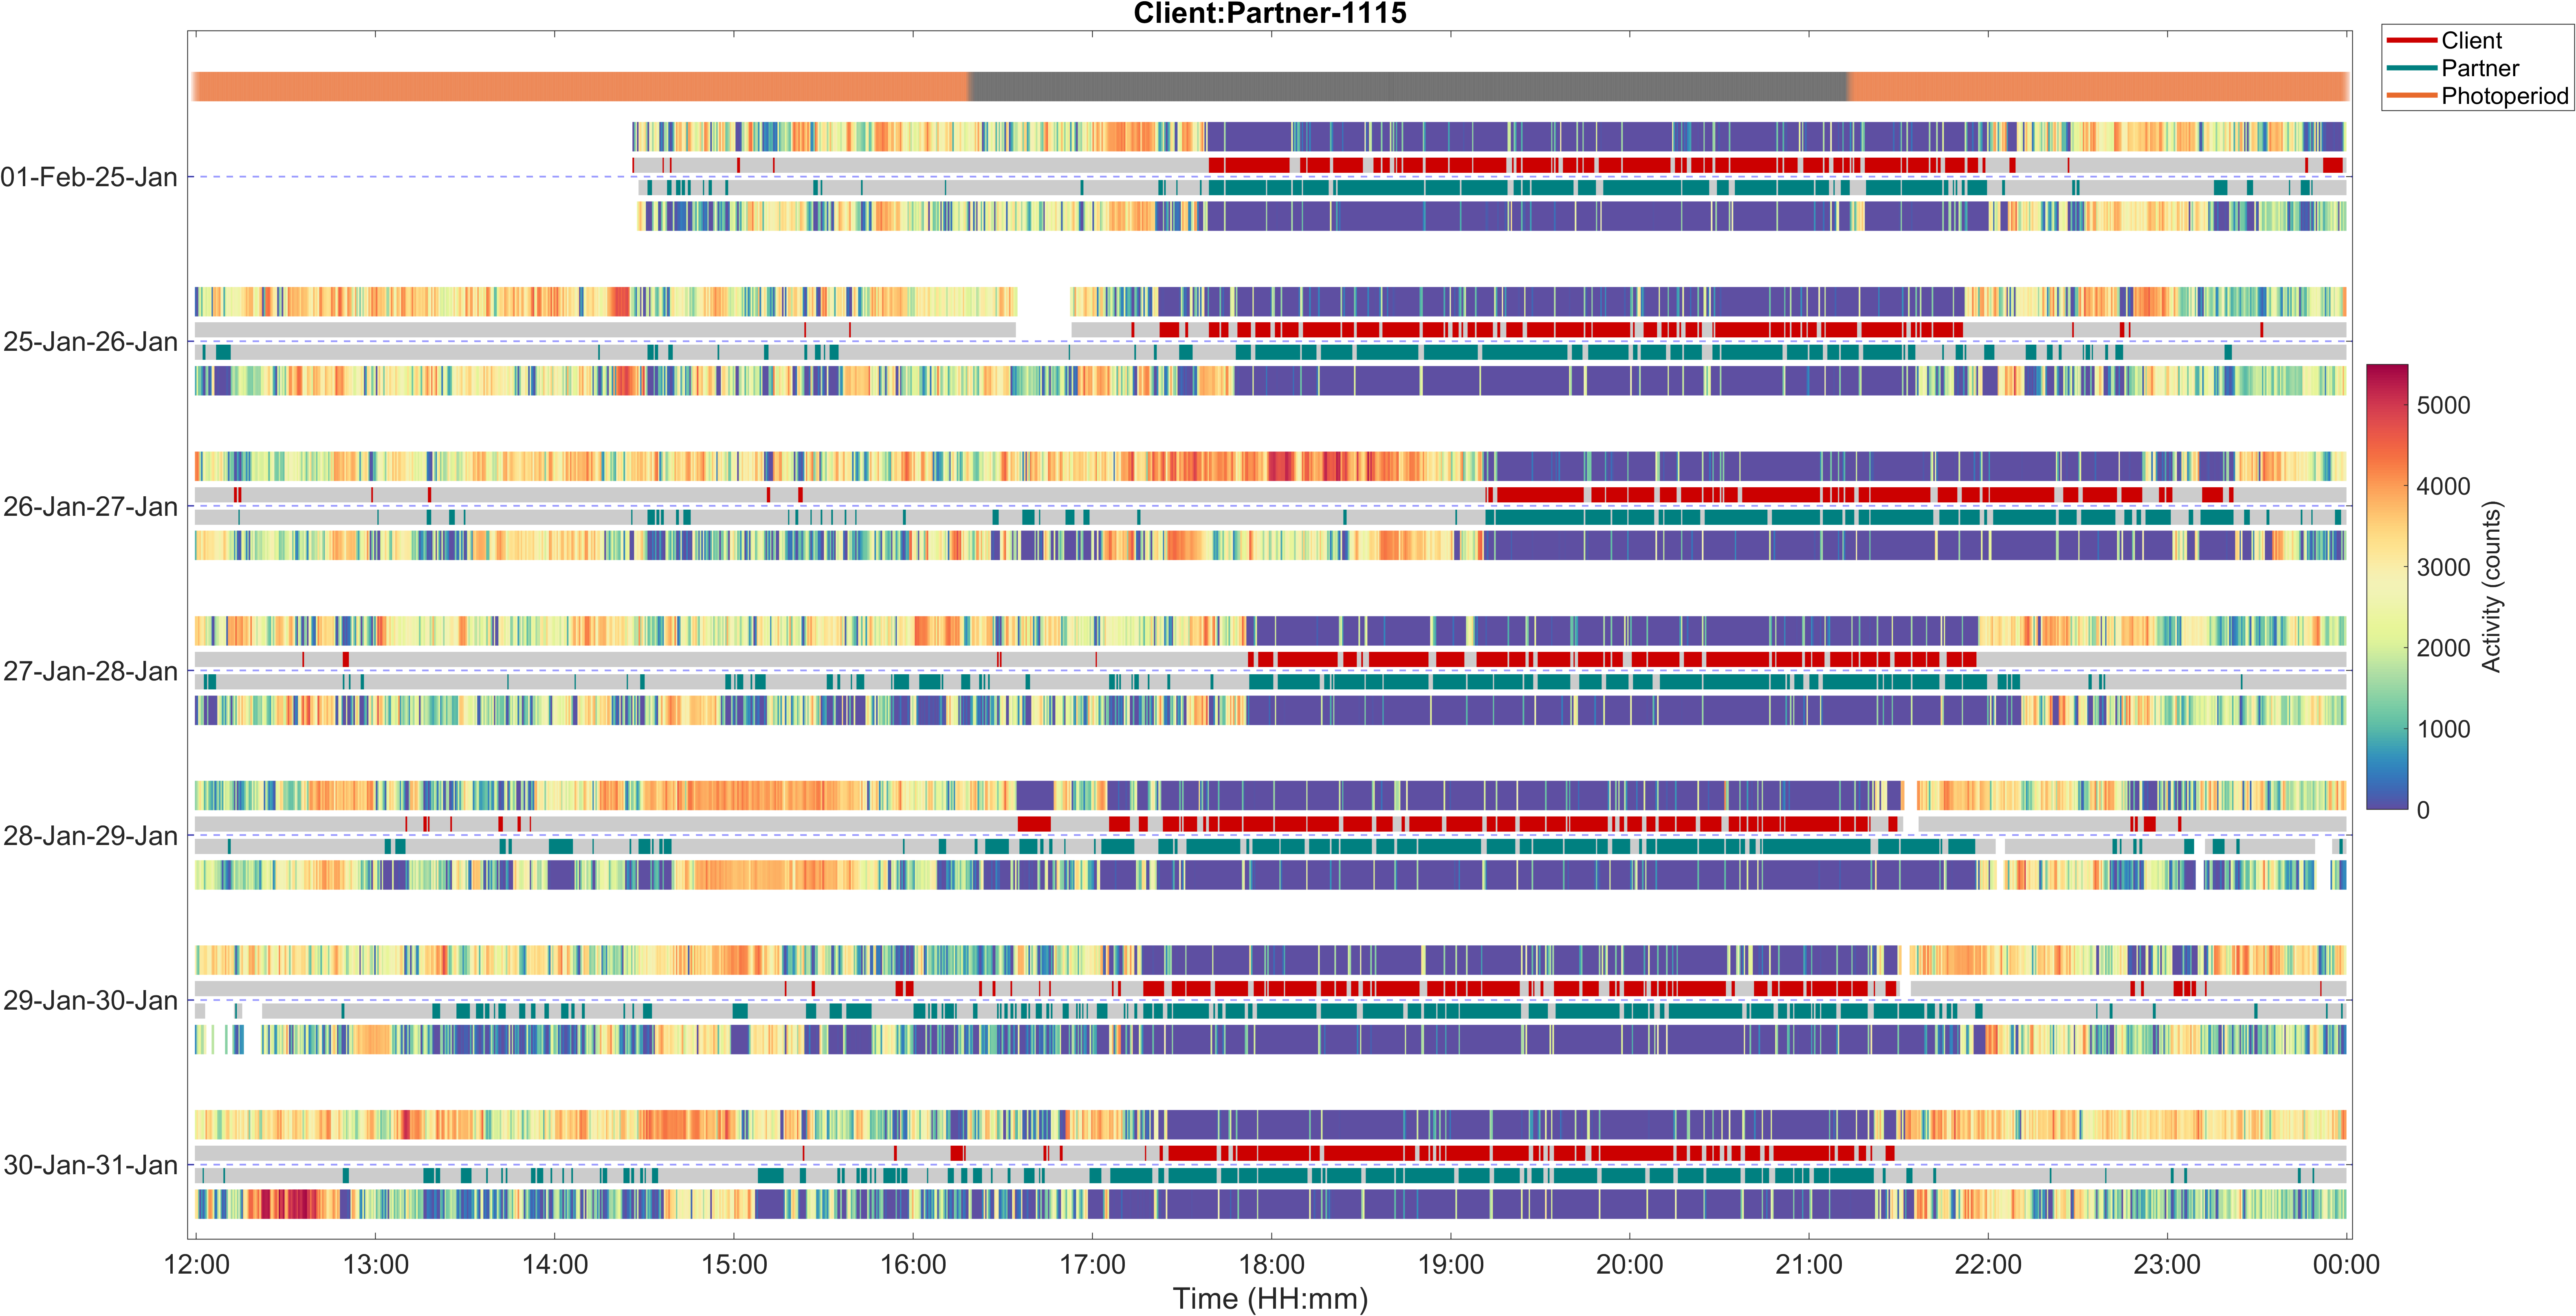 Client:Partner-1115
Client
Partner
Photoperiod
01-Feb-25-Jan
25-Jan-26-Jan
26-Jan-27-Jan
27-Jan-28-Jan
28-Jan-29-Jan
29-Jan-30-Jan
30-Jan-31-Jan
5000
4000
3000
2000
1000
0
Activity (counts)
12:00 13:00 14:00 15:00 16:00 17:00 18:00 19:00 20:00 21:00 22:00 23:00 00:00
Time (HH:mm)